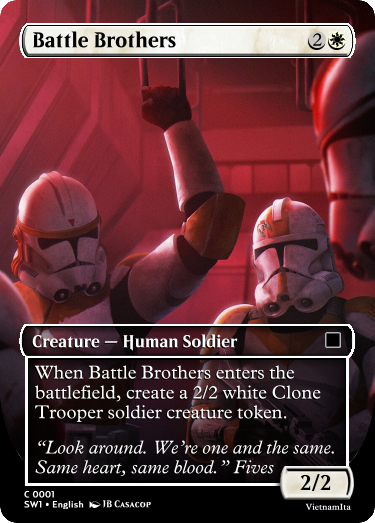 Battle Brothers 2
Creature — Human Soldier
When Battle Brothers enters the
battlefield, create a 2/2 white Clone
Trooper soldier creature token.
“Look around. We’re one and the same.
Same heart, same blood.” Fives
2/2
C 0001
SW1 • English JB Casacop
VietnamIta